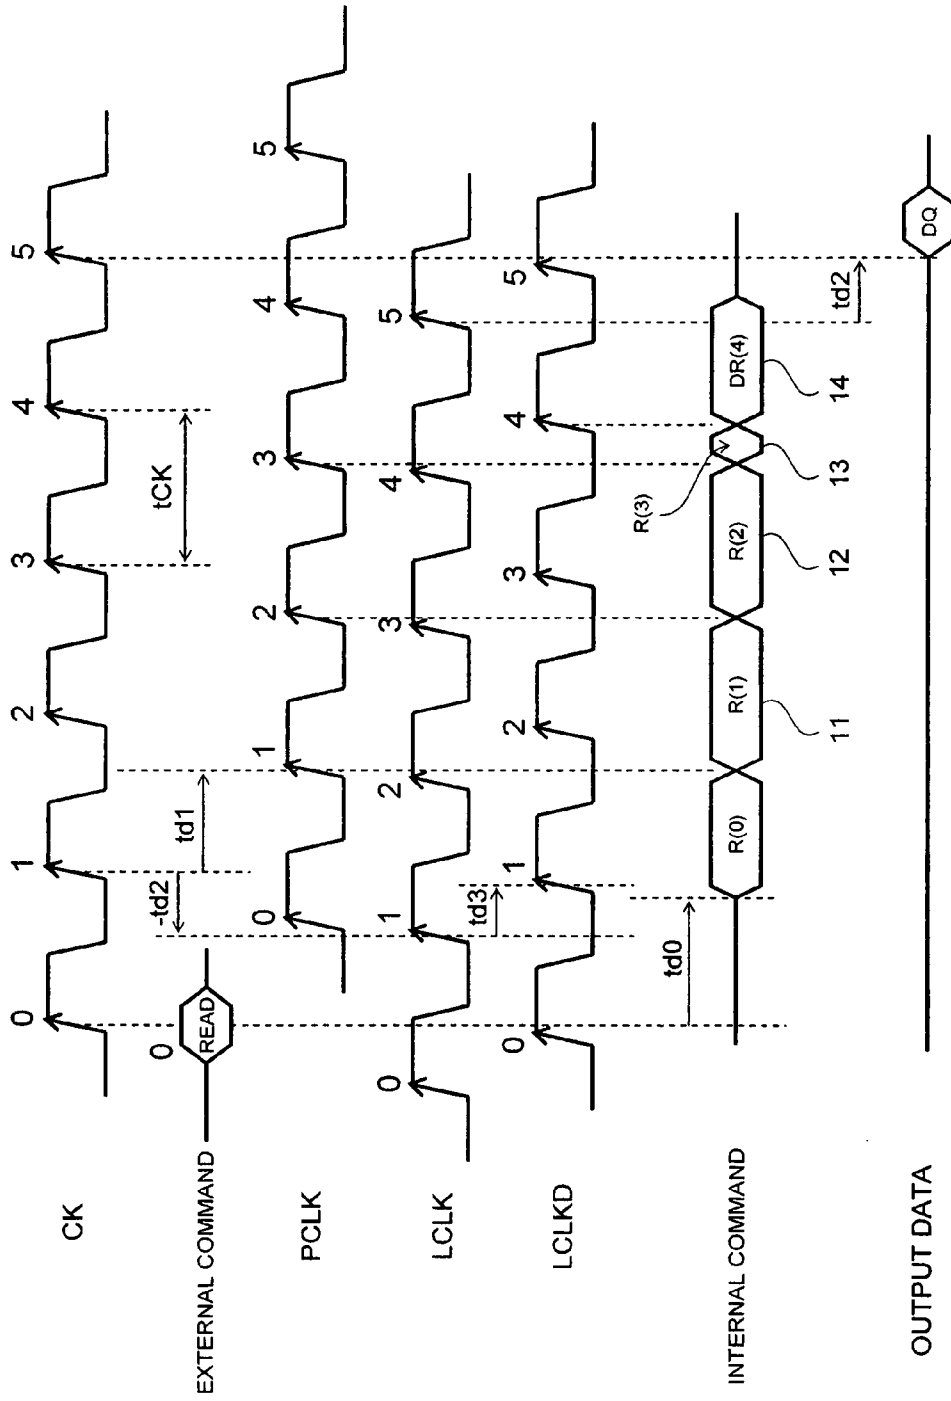 CK
0 1 2 3 4 5
tCK
-td2
td1
EXTERNAL COMMAND
0
READ
PCLK
0 1 2 3 4 5
LCLK
0 1 2 3 4 5
td3
td2
LCLKD
0 1 2 3 4 5
td0
R(3)
INTERNAL COMMAND
R(0) R(1) R(2) DR(4)
11 12 13 14
OUTPUT DATA
DQ